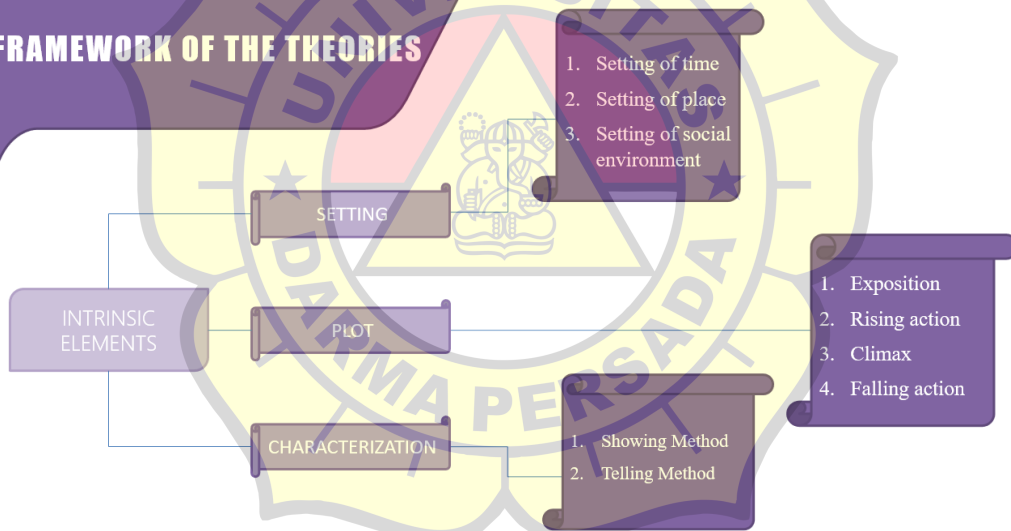 FRAMEWORK OF THE THEORIES
1. Setting of time
2. Setting of place
3. Setting of social
environment
SETTING
INTRINSIC
ELEMENTS
PLOT
1. Exposition
2. Rising action
3. Climax
4. Falling action
CHARACTERIZATION
1. Showing Method
2. Telling Method
DARMA PERSADA